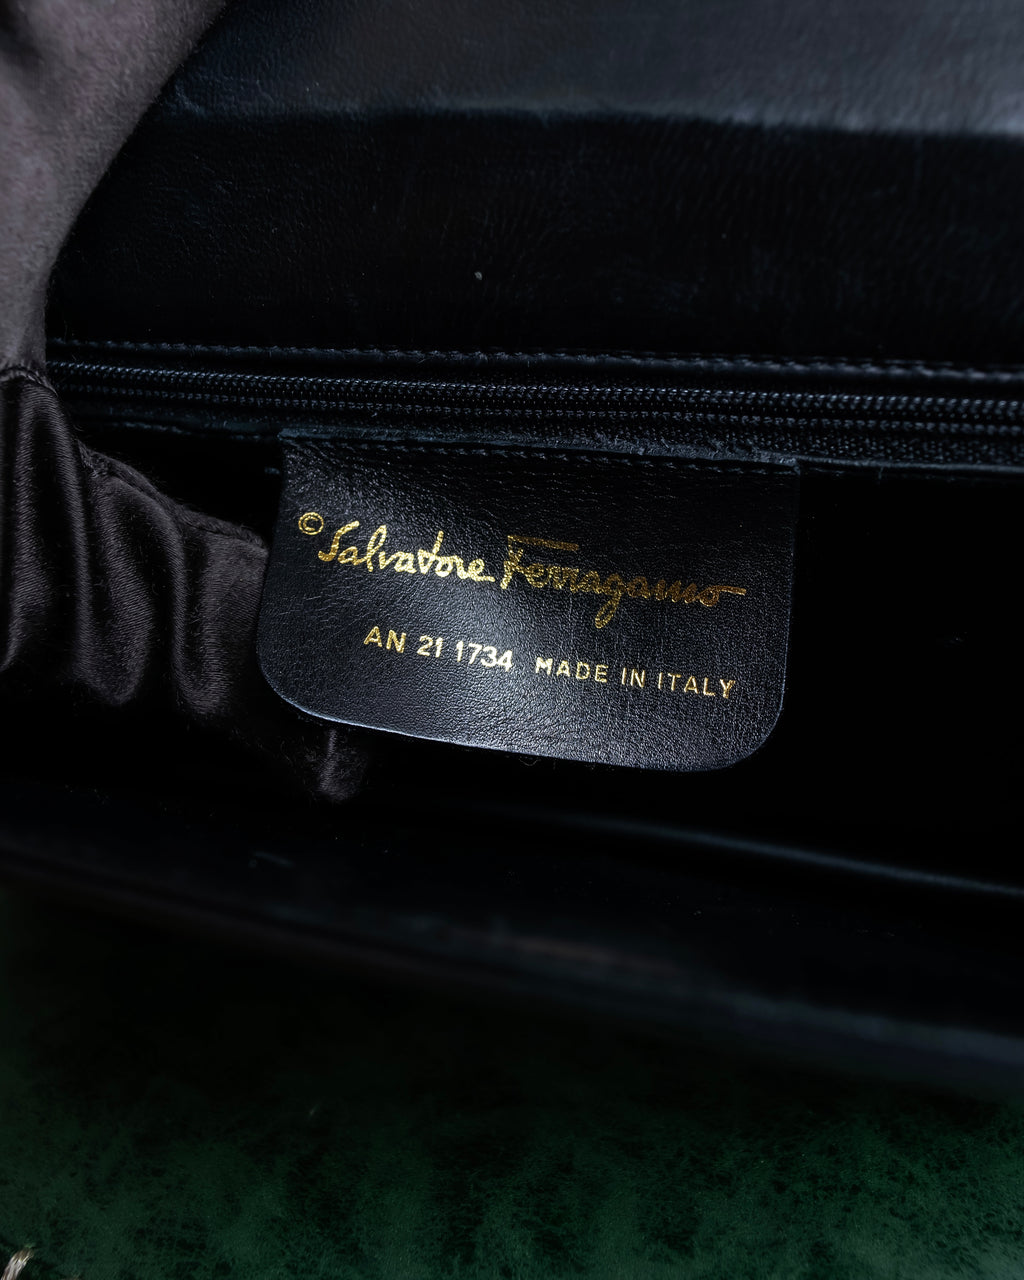 © Salvatore Ferragamo
AN 21 1734 MADE IN ITALY